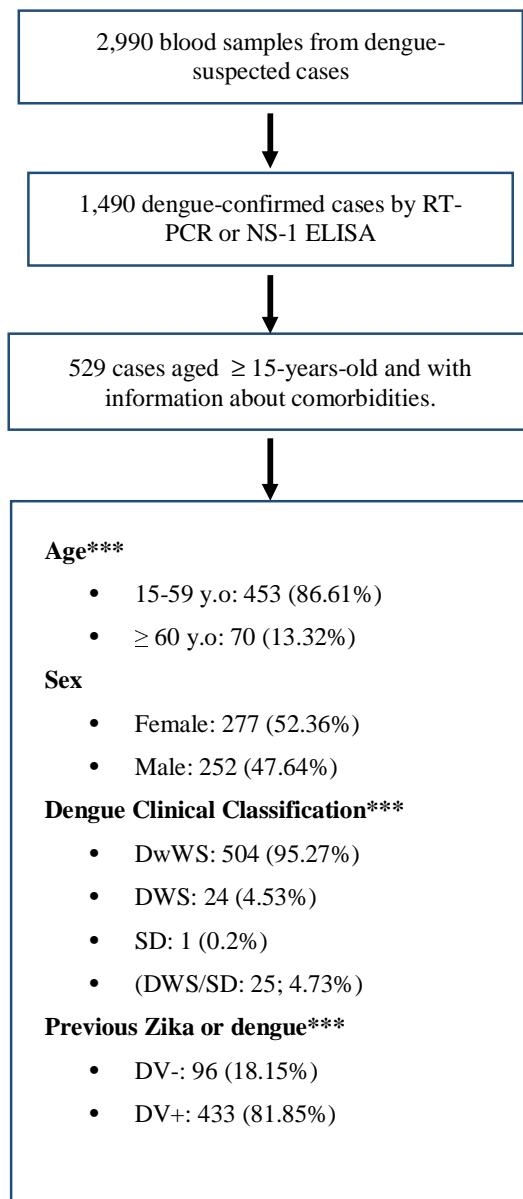 2,990 blood samples from dengue-
suspected cases
1,490 dengue-confirmed cases by RT-
PCR or NS-1 ELISA
529 cases aged ≥ 15-years-old and with
information about comorbidities.
Age***
• 15-59 y.o: 453 (86.61%)
• ≥ 60 y.o: 70 (13.32%)
Sex
• Female: 277 (52.36%)
• Male: 252 (47.64%)
Dengue Clinical Classification***
• DwWS: 504 (95.27%)
• DWS: 24 (4.53%)
• SD: 1 (0.2%)
• (DWS/SD: 25; 4.73%)
Previous Zika or dengue***
• DV-: 96 (18.15%)
• DV+: 433 (81.85%)